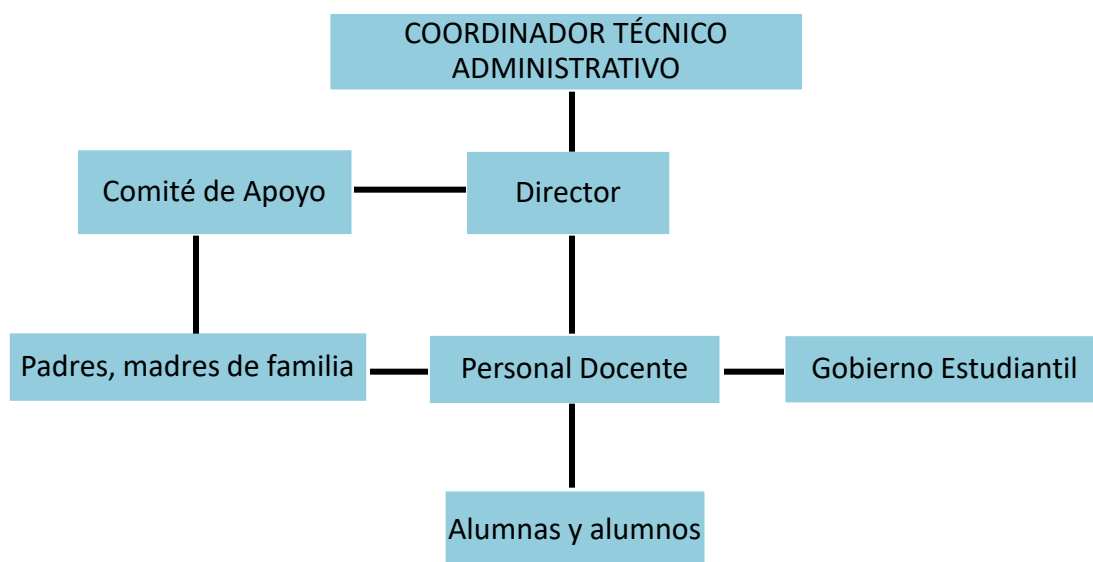 COORDINADOR TÉCNICO
ADMINISTRATIVO
Comité de Apoyo
Director
Padres, madres de familia
Personal Docente
Gobierno Estudiantil
Alumnas y alumnos